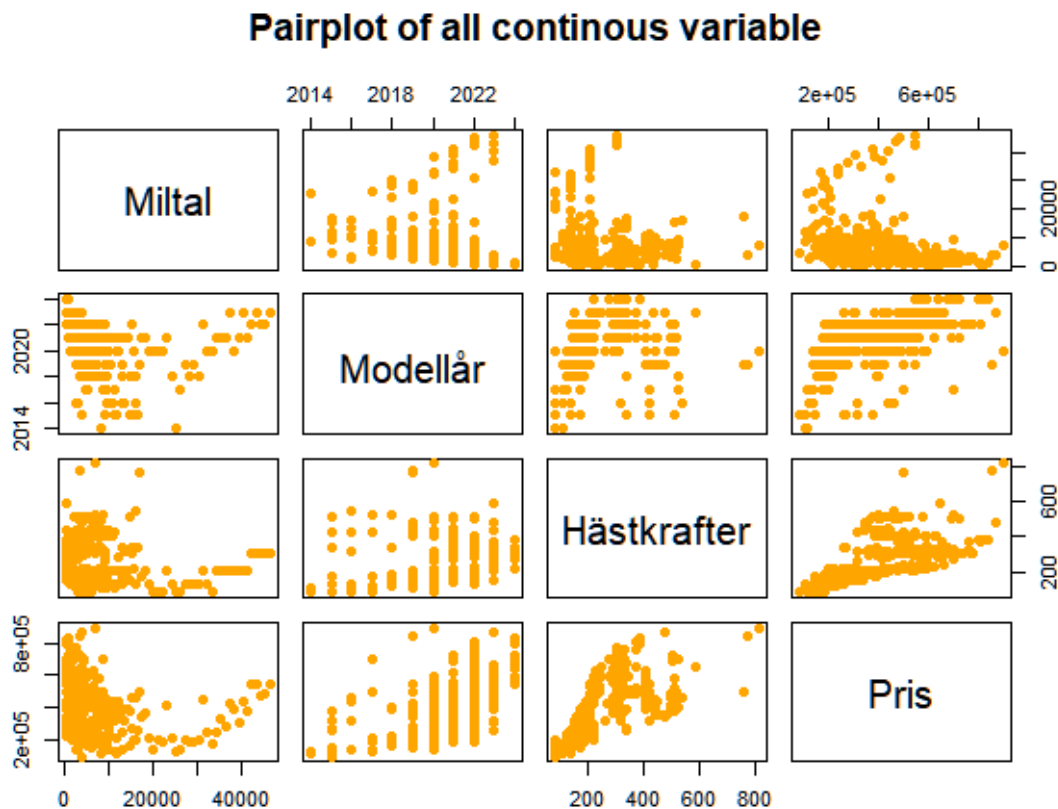 Pairplot of all continous variable
2014 2018 2022 2e+05 6e+05
Miltal
0 20000
2014 2020
Modellår
Hästkrafter
200 600
2e+05 8e+05
Pris
0 20000 40000 200 400 600 800